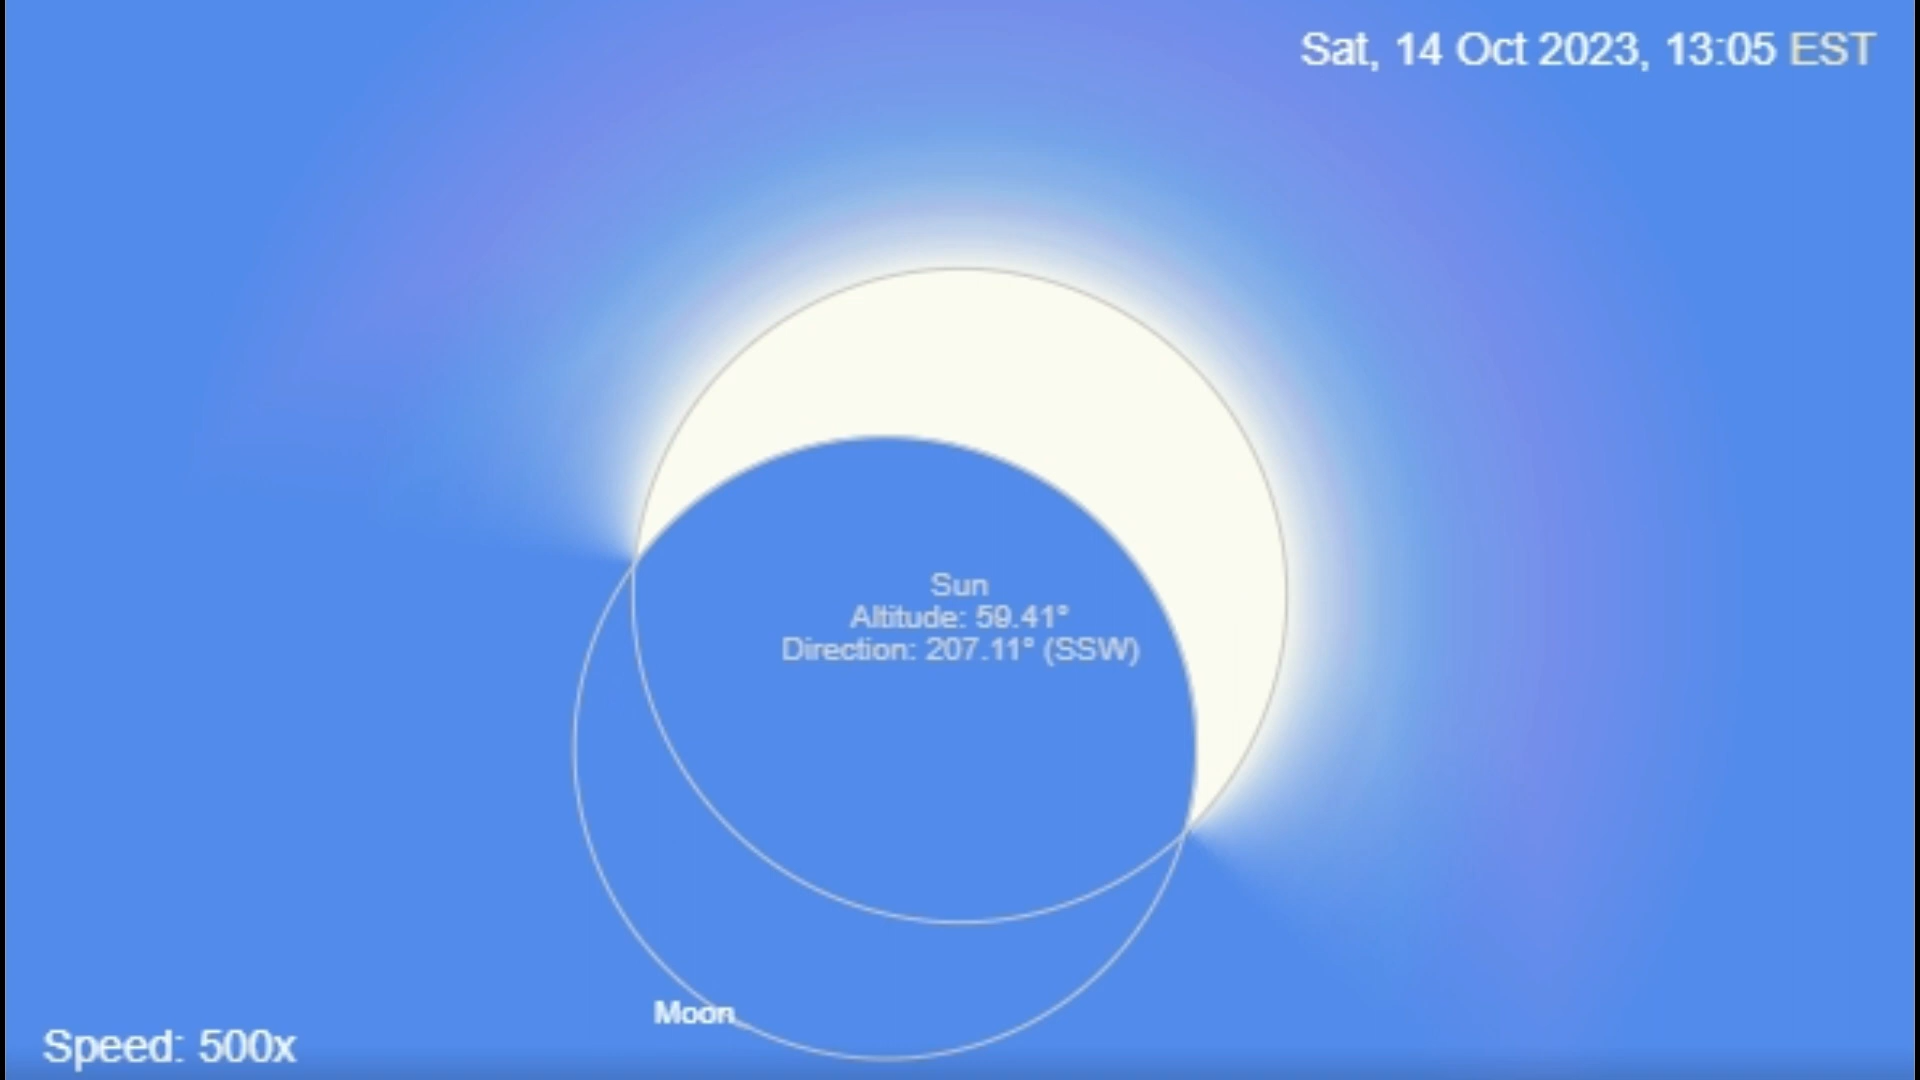 Sat, 14 Oct 2023, 13:05 EST
Sun
Altitude: 59.41°
Direction: 207.11° (SSW)
Moon
Speed: 500x